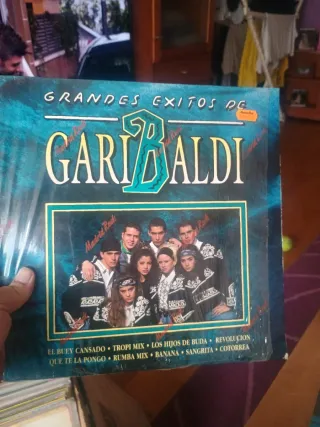 GRANDES EXITOS DE
GARIBALDI
EL BUEY CANSADO • TROPI MIX • LOS HIJOS DE BUDA • REVOLUCION
QUE TE LA PONGO • RUMBA MIX • BANANA • SANGRITA • COTORREA